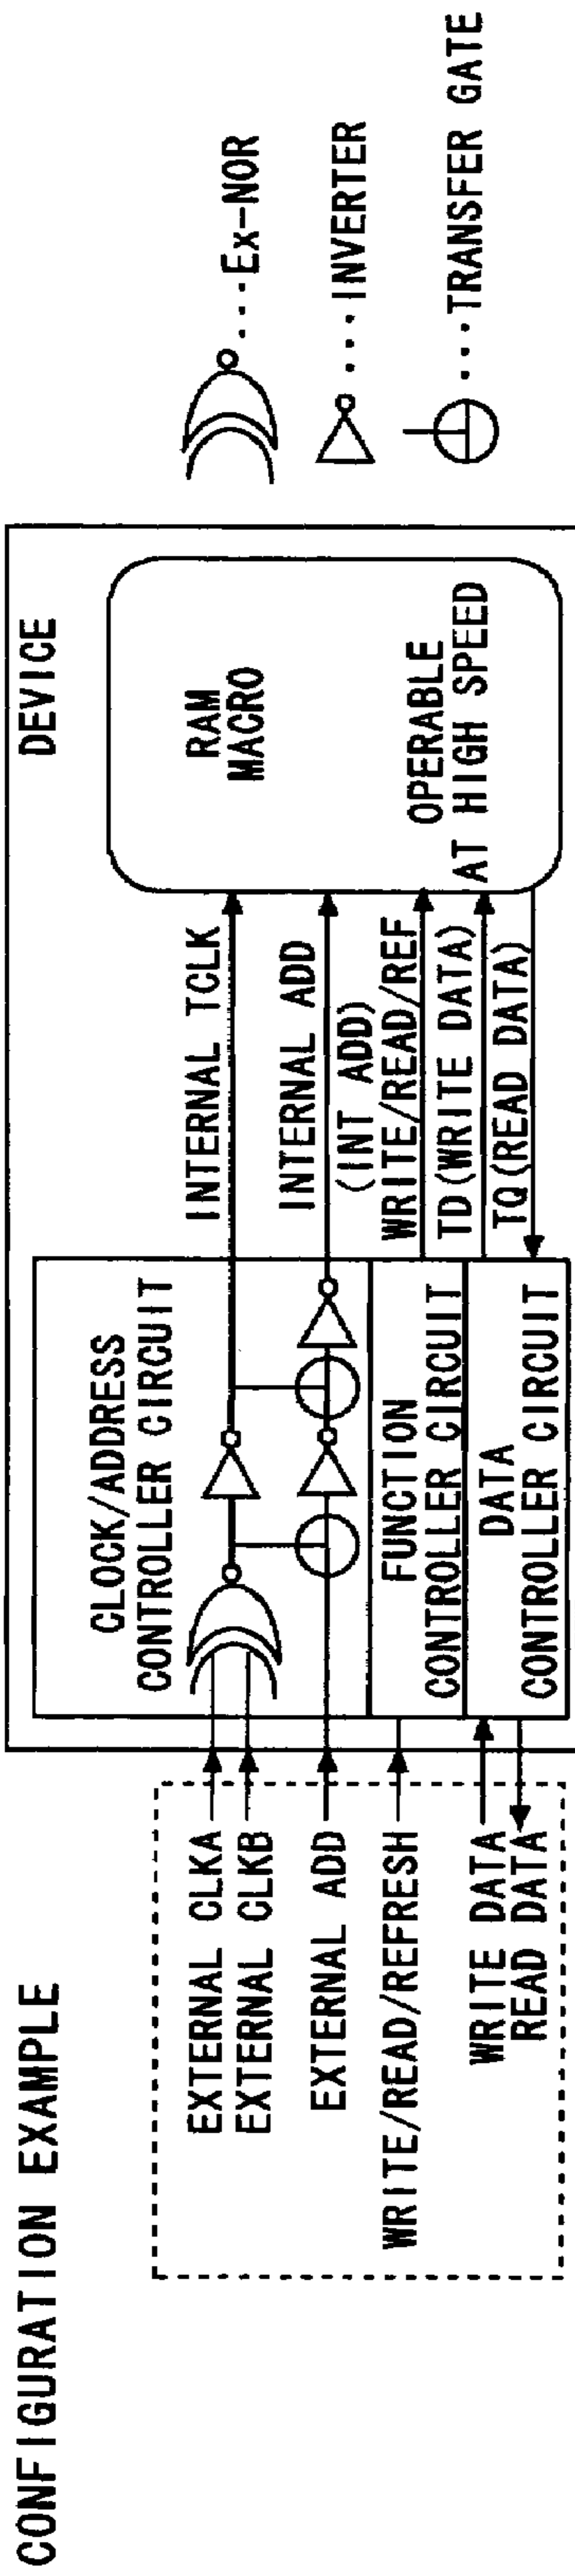 CONFIGURATION EXAMPLE
EXTERNAL CLKA
EXTERNAL CLKB
EXTERNAL ADD
WRITE/READ/REFRESH
WRITE DATA
READ DATA
DEVICE
CLOCK/ADDRESS
CONTROLLER CIRCUIT
FUNCTION
CONTROLLER CIRCUIT
DATA
CONTROLLER CIRCUIT
INTERNAL TCLK
INTERNAL ADD
(INT ADD)
WRITE/READ/REF
TD(WRITE DATA)
TQ(READ DATA)
RAM
MACRO
OPERABLE
AT HIGH SPEED
...Ex-NOR
...INVERTER
...TRANSFER GATE